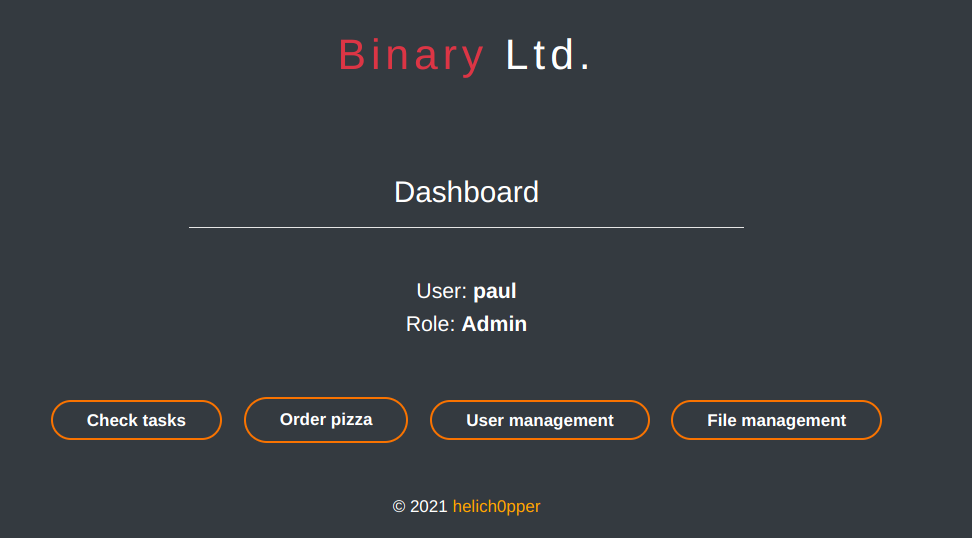 Binary Ltd.
Dashboard
User: paul
Role: Admin
Check tasks
Order pizza
User management
File management
© 2021 helich0pper